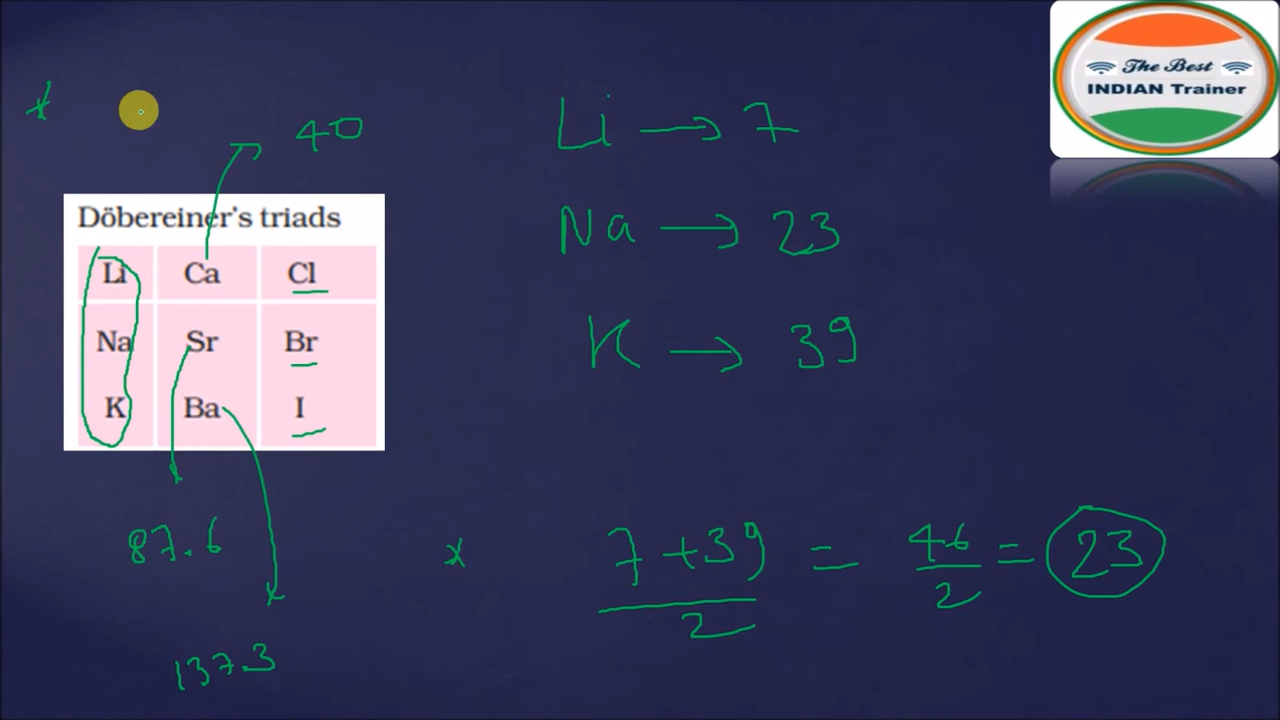 The Best
INDIAN Trainer
40
Li → 7
Döbereiner's triads
Na → 23
Li Ca Cl
Na Sr Br
K → 39
K Ba I
87.6
* 7+39/2 = 46/2 = 23
137.3